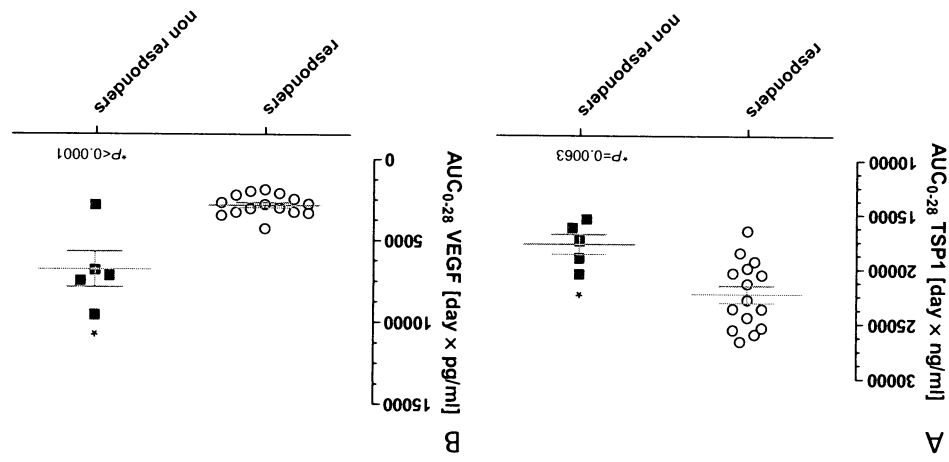 A
AUC0-28 TSP1 [day × ng/ml]
30000
25000
20000
15000
10000
*
*P=0.0063
responders
non responders
B
AUC0-28 VEGF [day × pg/ml]
15000
10000
5000
0
*
*P<0.0001
responders
non responders